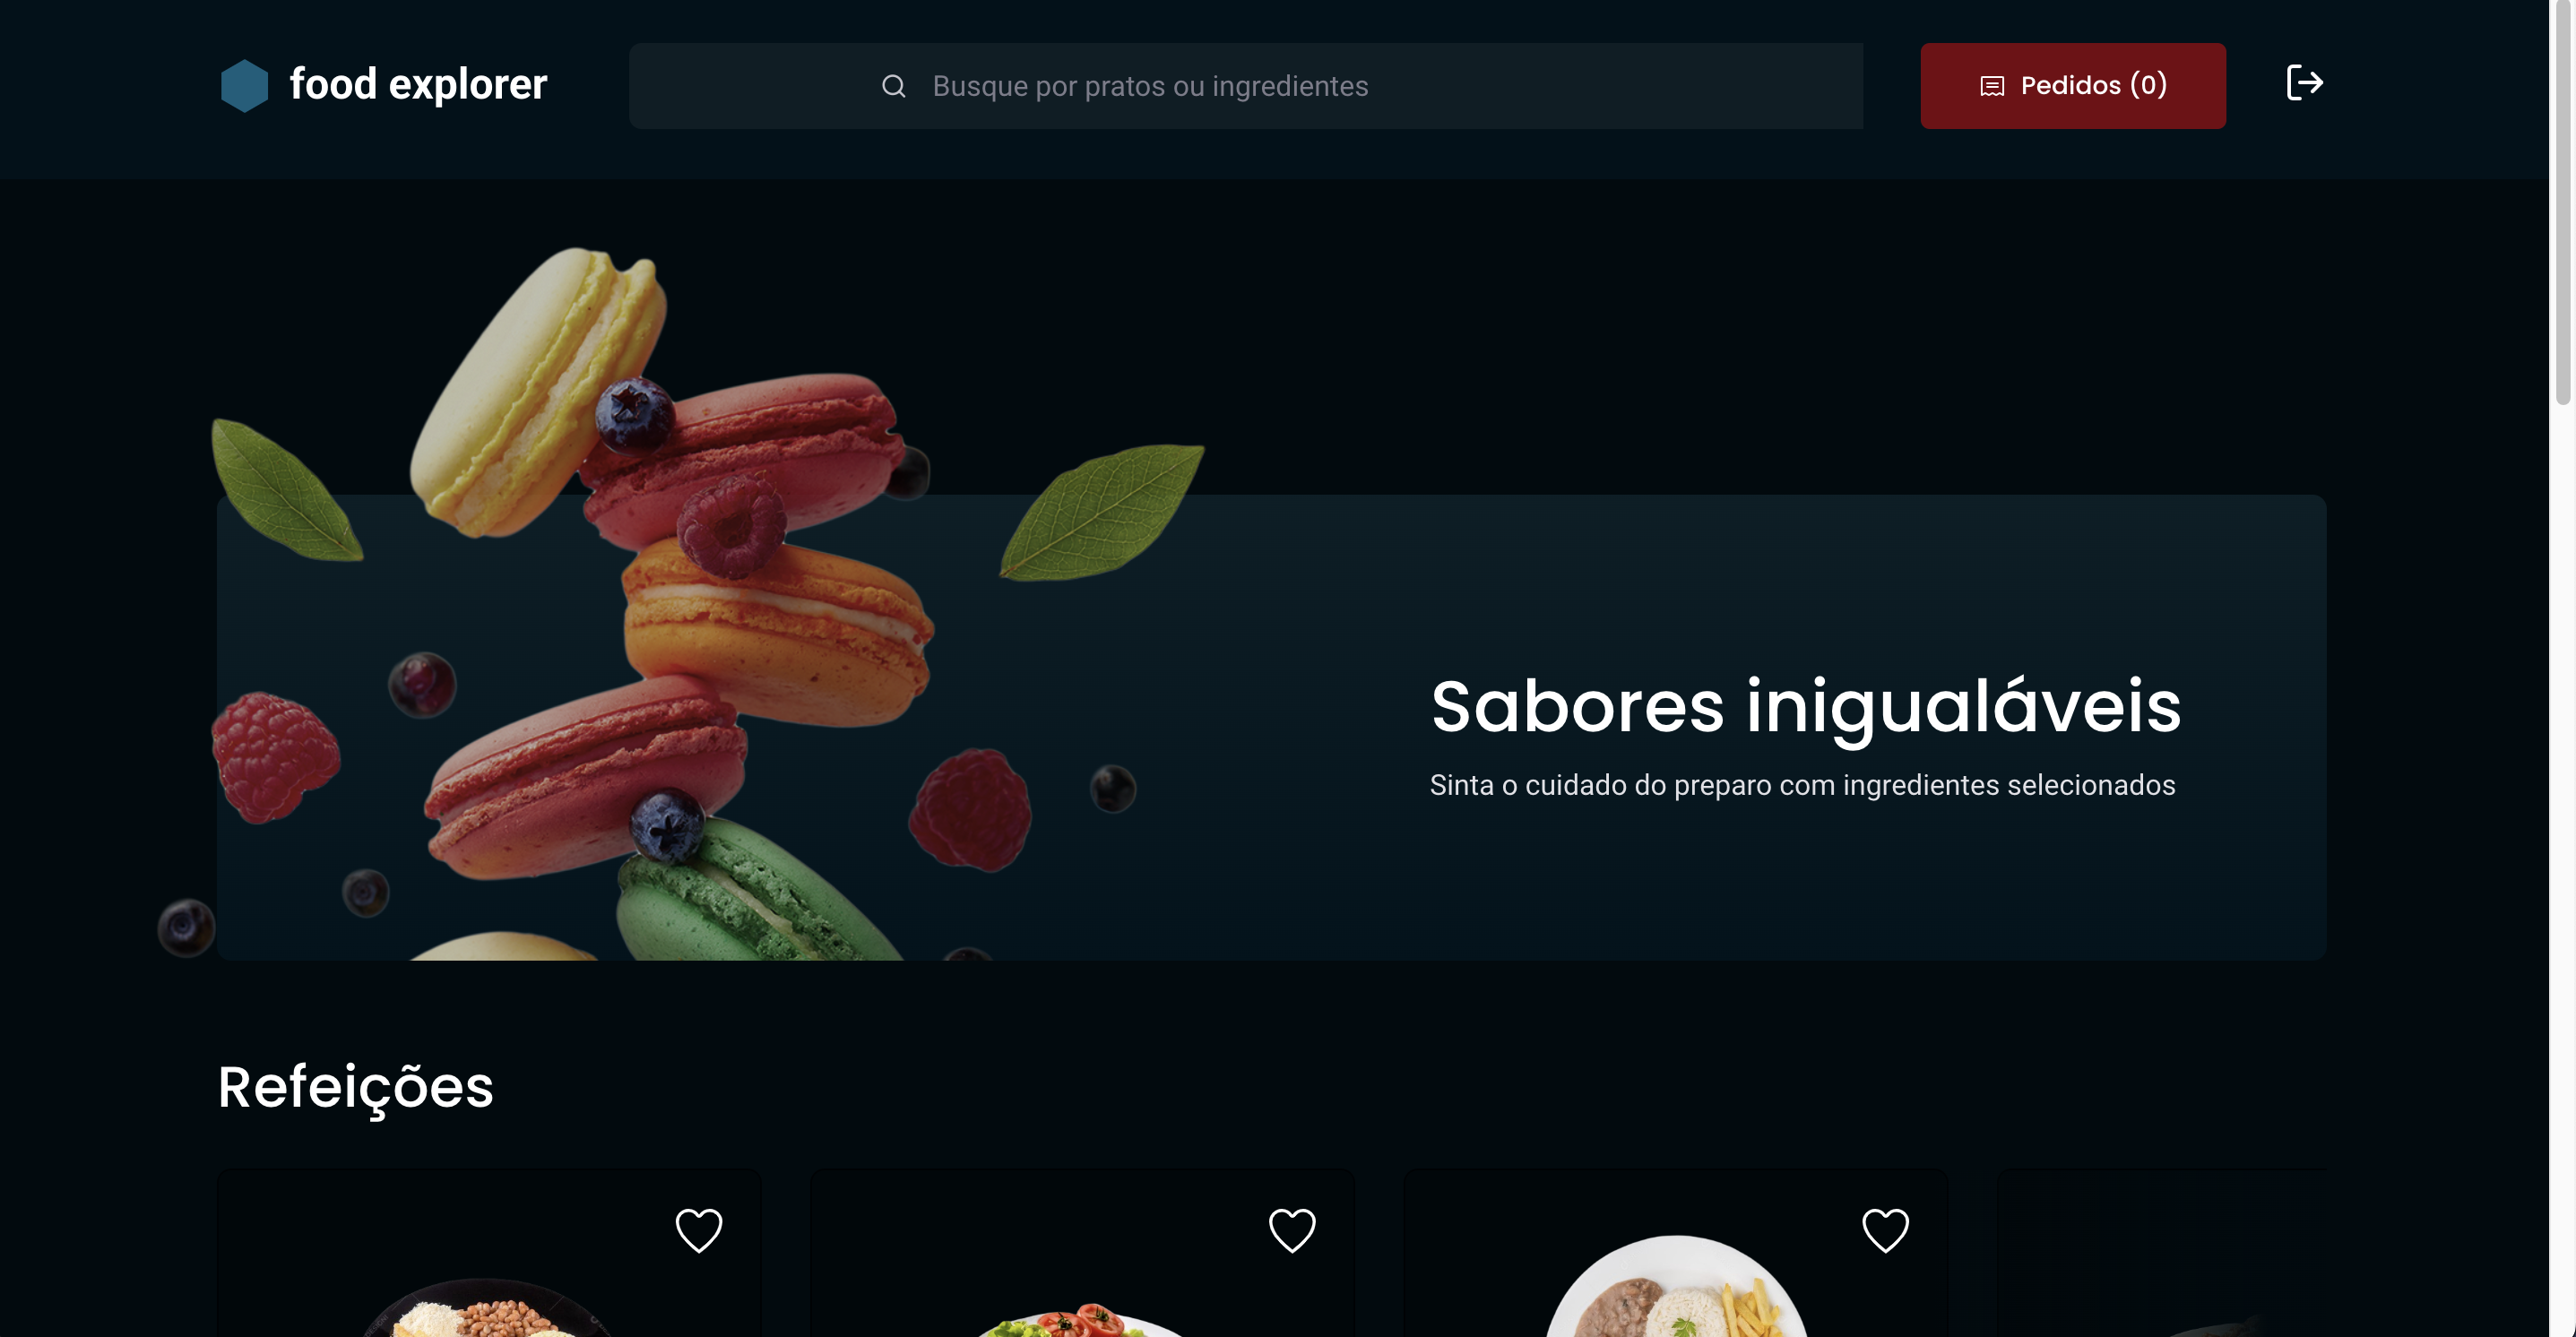 food explorer
Busque por pratos ou ingredientes
Pedidos (0)
Sabores inigualáveis
Sinta o cuidado do preparo com ingredientes selecionados
Refeições